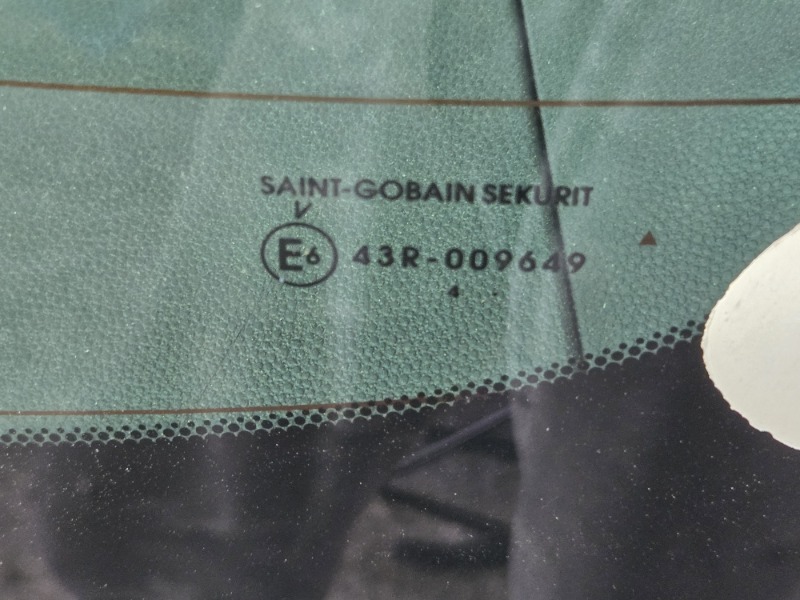 SAINT-GOBAIN SEKURIT
V
E6 43R-009649
4 .